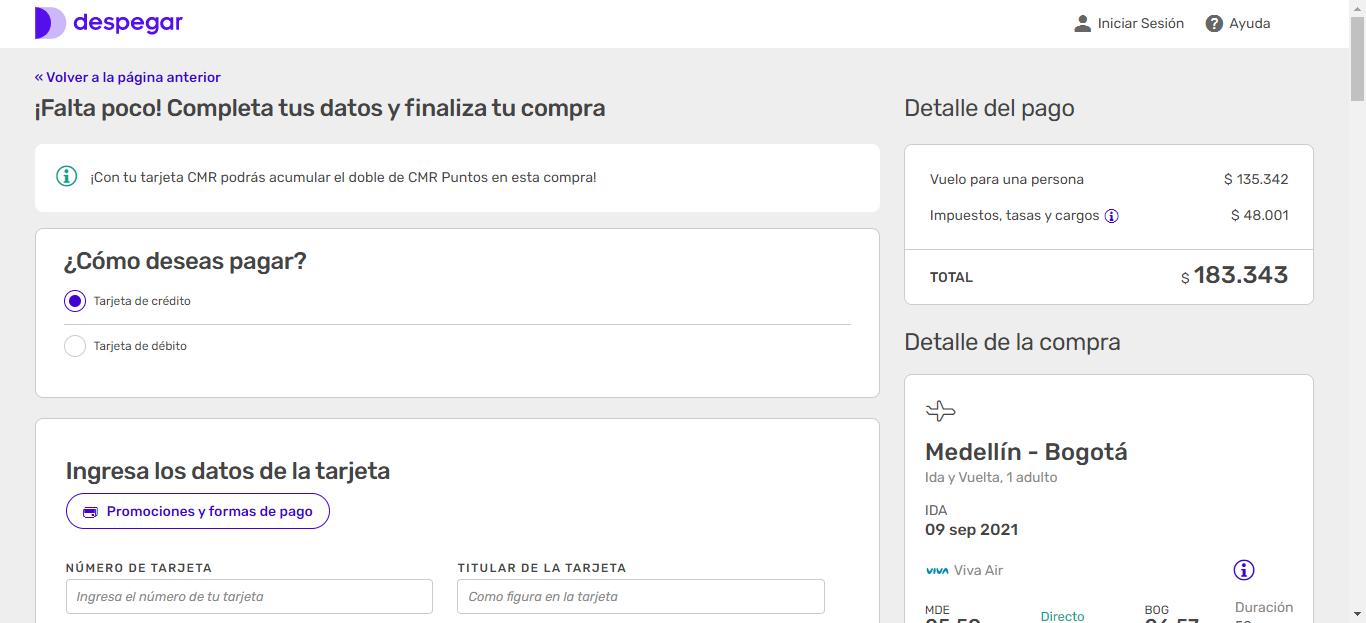 despegar
Iniciar Sesión
Ayuda
« Volver a la página anterior
¡Falta poco! Completa tus datos y finaliza tu compra
¡Con tu tarjeta CMR podrás acumular el doble de CMR Puntos en esta compra!
¿Cómo deseas pagar?
Tarjeta de crédito
Tarjeta de débito
Ingresa los datos de la tarjeta
Promociones y formas de pago
NÚMERO DE TARJETA
Ingresa el número de tu tarjeta
TITULAR DE LA TARJETA
Como figura en la tarjeta
Detalle del pago
Vuelo para una persona $ 135.342
Impuestos, tasas y cargos $ 48.001
TOTAL $ 183.343
Detalle de la compra
Medellín - Bogotá
Ida y Vuelta, 1 adulto
IDA
09 sep 2021
VIVA Viva Air
MDE
Directo
BOG
Duración